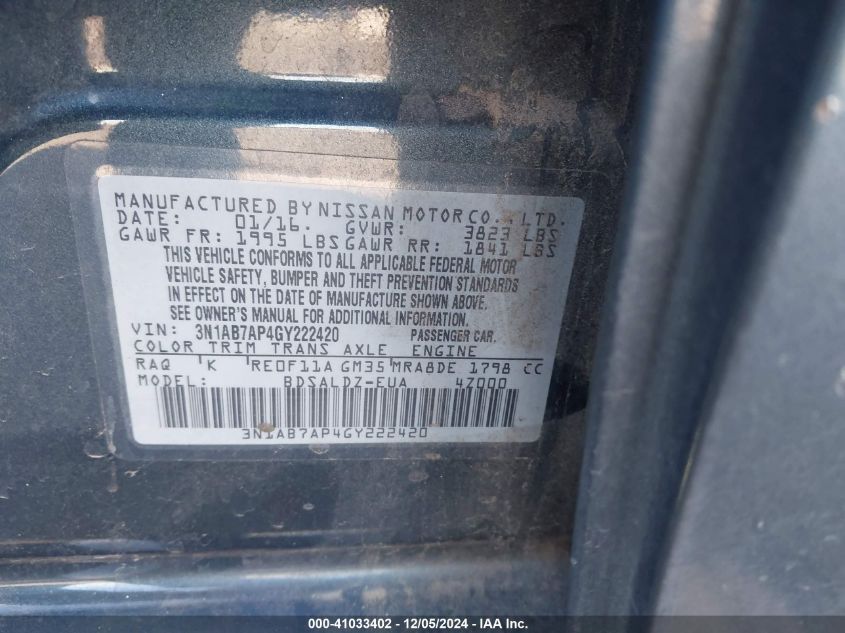 MANUFACTURED BY NISSAN MOTOR CO., LTD.
DATE: 01/16. GVWR: 3823 LBS
GAWR FR: 1995 LBS GAWR RR: 1841 LBS
THIS VEHICLE CONFORMS TO ALL APPLICABLE FEDERAL MOTOR
VEHICLE SAFETY, BUMPER AND THEFT PREVENTION STANDARDS
IN EFFECT ON THE DATE OF MANUFACTURE SHOWN ABOVE.
SEE OWNER'S MANUAL FOR ADDITIONAL INFORMATION.
VIN: 3N1AB7AP4GY222420 PASSENGER CAR.
COLOR TRIM TRANS AXLE ENGINE
RAQ K RE0F11A GM35 MRA8DE 1798 CC
MODEL: BDSALDZ-EUA 4Z000
3N1AB7AP4GY222420
000-41033402 - 12/05/2024 - IAA Inc.